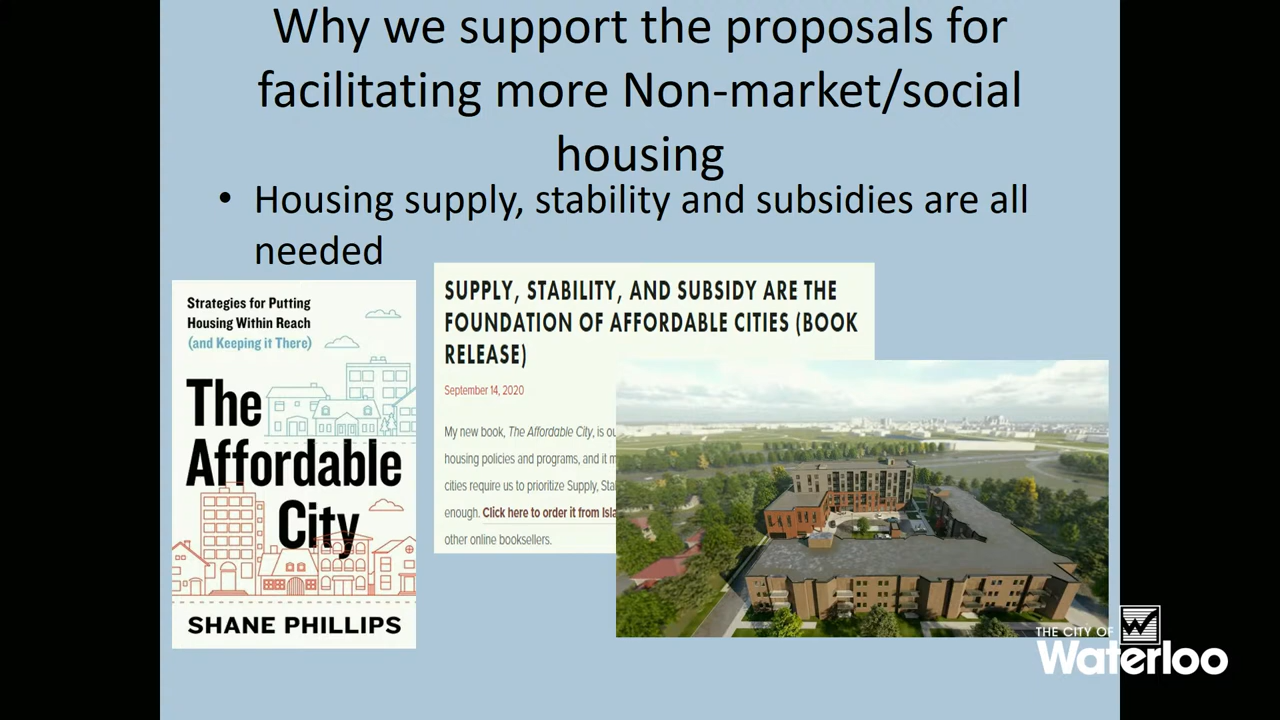 Why we support the proposals for
facilitating more Non-market/social
housing
• Housing supply, stability and subsidies are all
needed
Strategies for Putting
Housing Within Reach
(and Keeping it There)
The
Affordable
City
SHANE PHILLIPS
SUPPLY, STABILITY, AND SUBSIDY ARE THE
FOUNDATION OF AFFORDABLE CITIES (BOOK
RELEASE)
September 14, 2020
My new book, The Affordable City, is
housing policies and programs, and it
cities require us to prioritize Supply,
enough. Click here to order it from
other online booksellers.
THE CITY OF
Waterloo